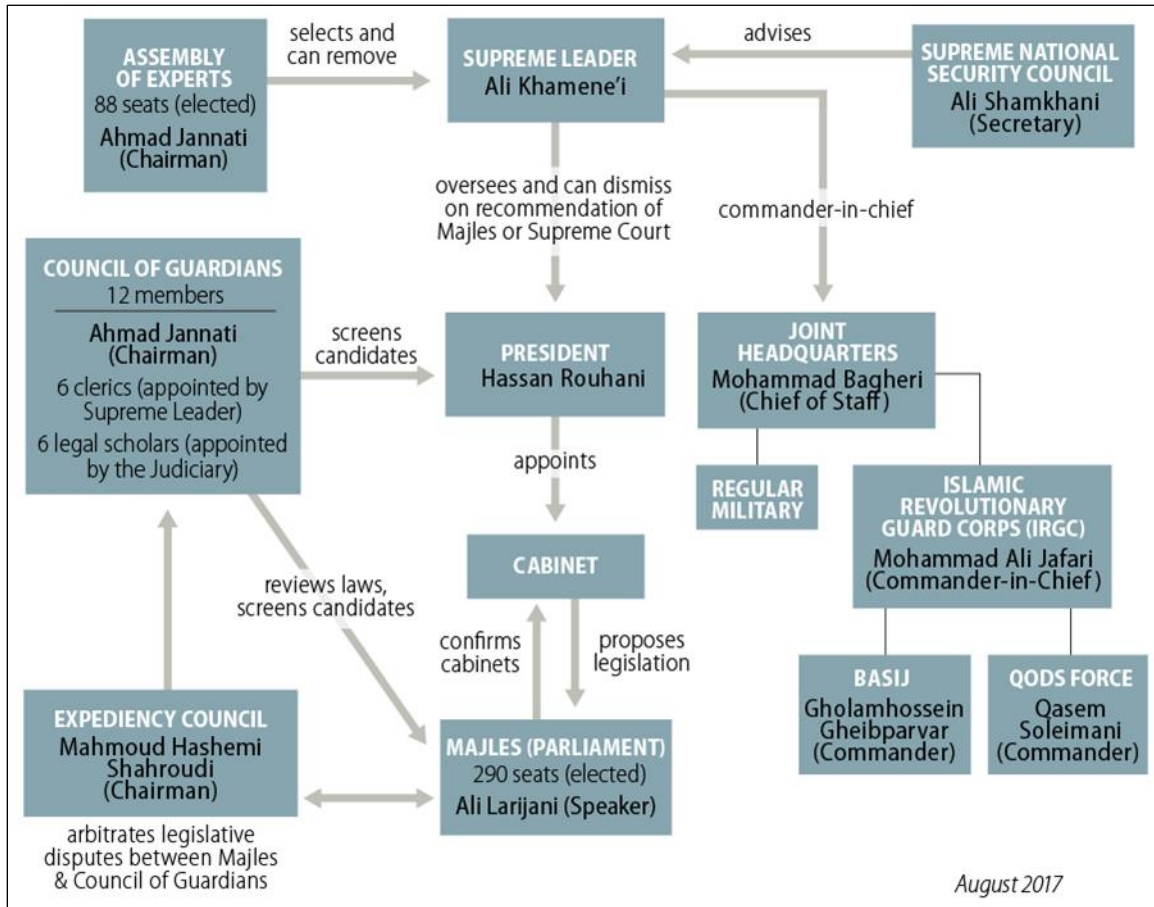 ASSEMBLY
OF EXPERTS
88 seats (elected)
Ahmad Jannati
(Chairman)
selects and
can remove
SUPREME LEADER
Ali Khamene’i
advises
SUPREME NATIONAL
SECURITY COUNCIL
Ali Shamkhani
(Secretary)
oversees and can dismiss
on recommendation of
Majles or Supreme Court
commander-in-chief
COUNCIL OF GUARDIANS
12 members
Ahmad Jannati
(Chairman)
6 clerics (appointed by
Supreme Leader)
6 legal scholars (appointed
by the Judiciary)
screens
candidates
PRESIDENT
Hassan Rouhani
JOINT
HEADQUARTERS
Mohammad Bagheri
(Chief of Staff)
appoints
REGULAR
MILITARY
ISLAMIC
REVOLUTIONARY
GUARD CORPS (IRGC)
Mohammad Ali Jafari
(Commander-in-Chief)
CABINET
reviews laws,
screens candidates
confirms
cabinets
proposes
legislation
BASIJ
Gholamhossein
Gheibparvar
(Commander)
QODS FORCE
Qasem
Soleimani
(Commander)
EXPEDIENCY COUNCIL
Mahmoud Hashemi
Shahroudi
(Chairman)
MAJLES (PARLIAMENT)
290 seats (elected)
Ali Larijani (Speaker)
arbitrates legislative
disputes between Majles
& Council of Guardians
August 2017